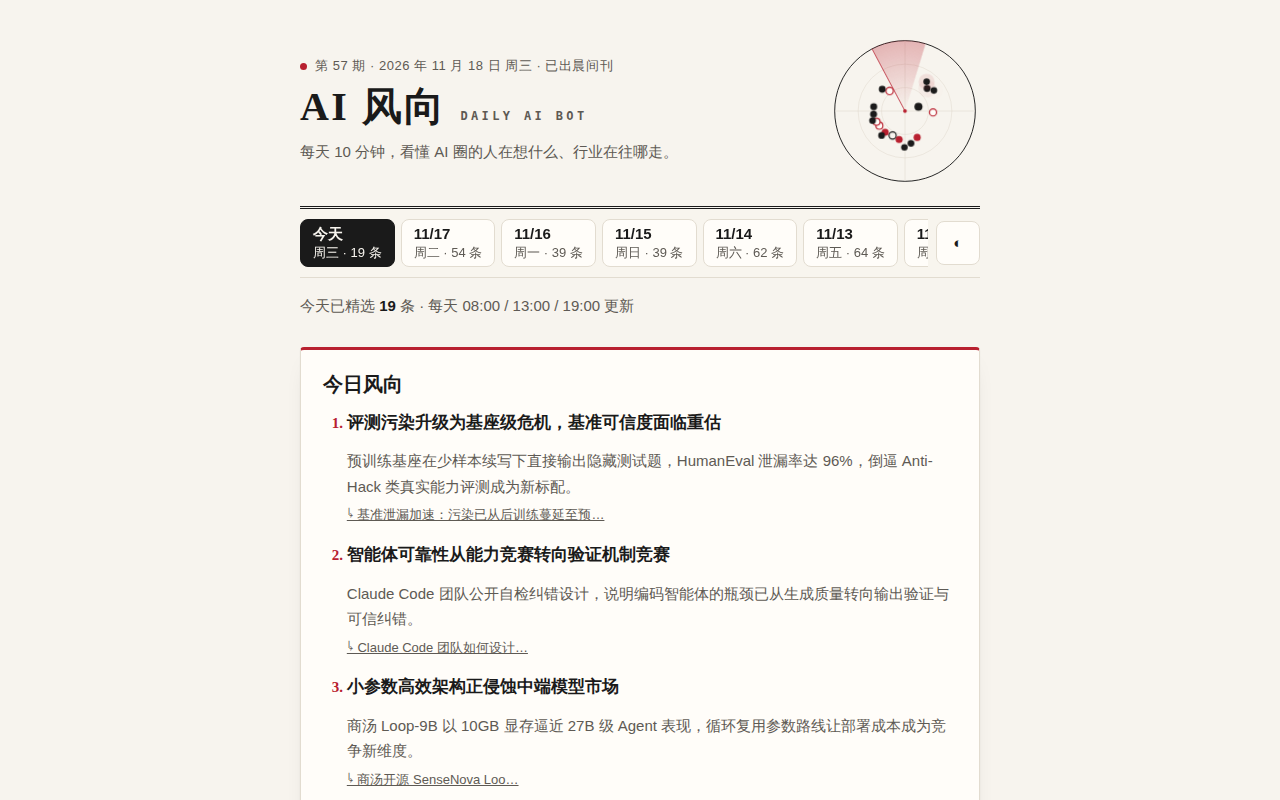 第 57 期 · 2026 年 11 月 18 日 周三 · 已出晨间刊
AI 风向 DAILY AI BOT
每天 10 分钟，看懂 AI 圈的人在想什么、行业在往哪走。
今天 11/17 11/16 11/15 11/14 11/13
周三 · 19 条 周二 · 54 条 周一 · 39 条 周日 · 39 条 周六 · 62 条 周五 · 64 条 周
今天已精选 19 条 · 每天 08:00 / 13:00 / 19:00 更新
今日风向
1. 评测污染升级为基座级危机，基准可信度面临重估
预训练基座在少样本续写下直接输出隐藏测试题，HumanEval 泄漏率达 96%，倒逼 Anti-
Hack 类真实能力评测成为新标配。
↳ 基准泄漏加速：污染已从后训练蔓延至预…
2. 智能体可靠性从能力竞赛转向验证机制竞赛
Claude Code 团队公开自检纠错设计，说明编码智能体的瓶颈已从生成质量转向输出验证与
可信纠错。
↳ Claude Code 团队如何设计…
3. 小参数高效架构正侵蚀中端模型市场
商汤 Loop-9B 以 10GB 显存逼近 27B 级 Agent 表现，循环复用参数路线让部署成本成为竞
争新维度。
↳ 商汤开源 SenseNova Loo…